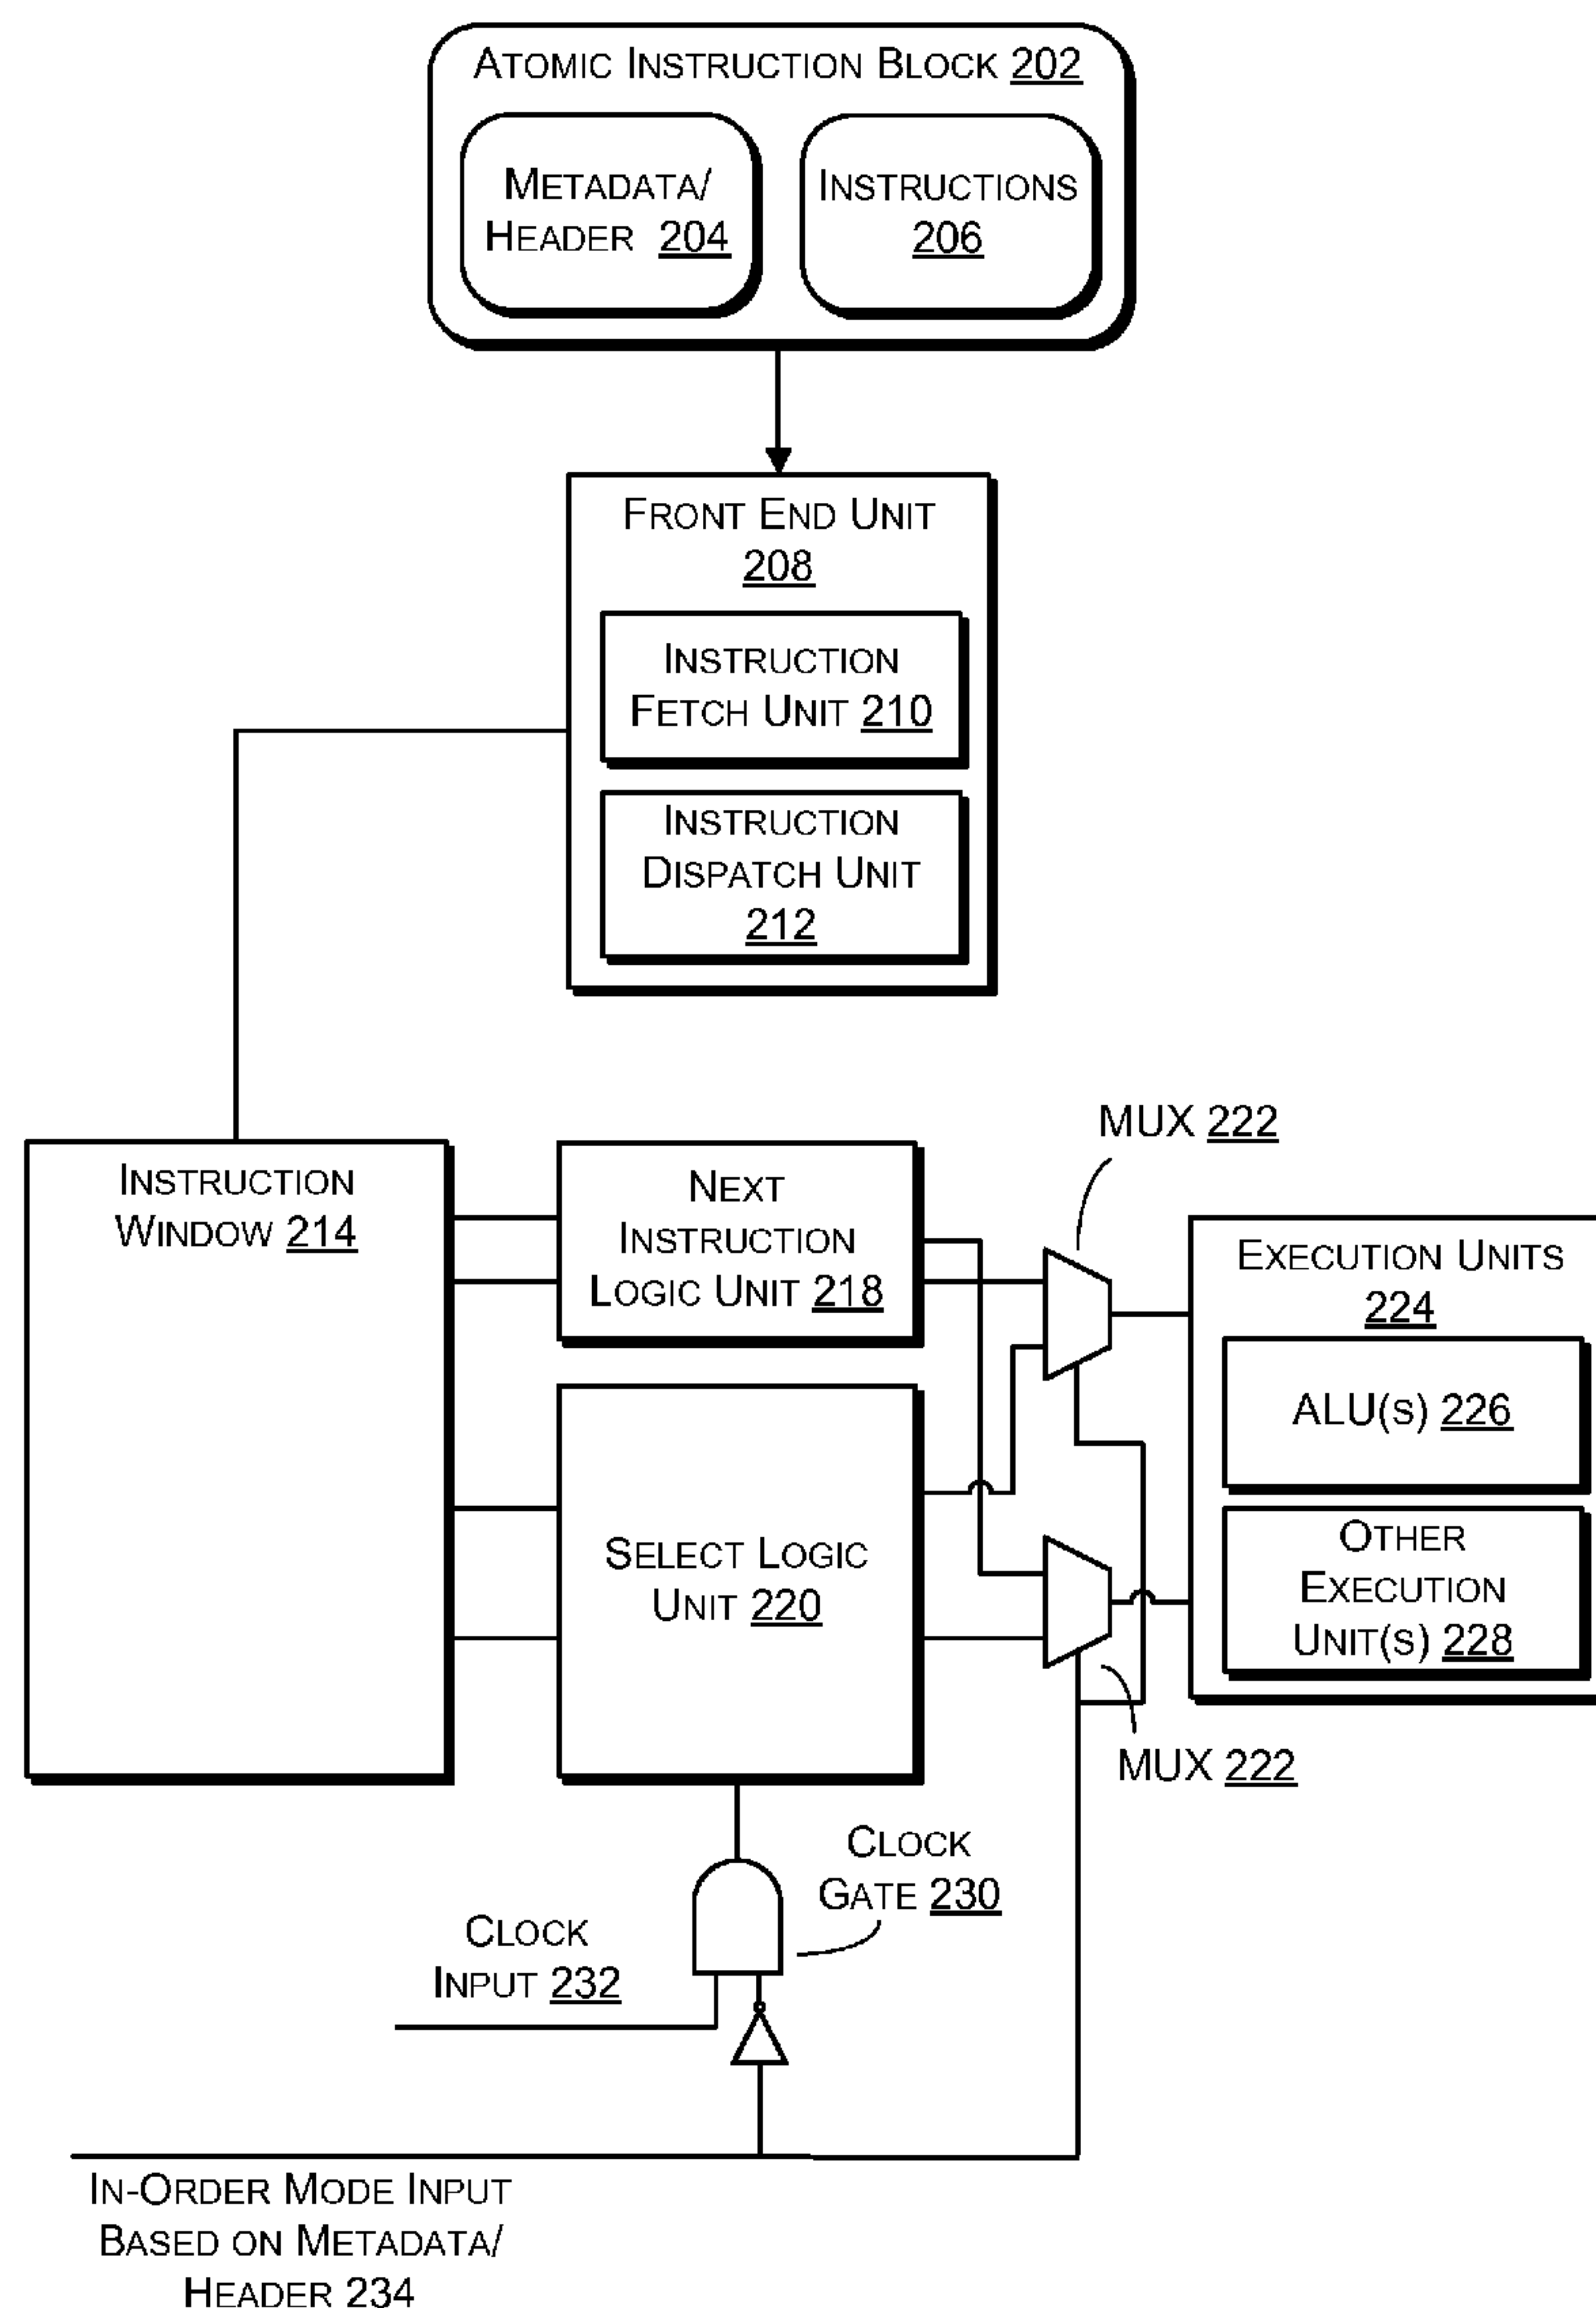 ATOMIC INSTRUCTION BLOCK 202
METADATA/
HEADER 204
INSTRUCTIONS
206
FRONT END UNIT
208
INSTRUCTION
FETCH UNIT 210
INSTRUCTION
DISPATCH UNIT
212
MUX 222
INSTRUCTION
WINDOW 214
NEXT
INSTRUCTION
LOGIC UNIT 218
EXECUTION UNITS
224
ALU(S) 226
SELECT LOGIC
UNIT 220
OTHER
EXECUTION
UNIT(S) 228
MUX 222
CLOCK
GATE 230
CLOCK
INPUT 232
IN-ORDER MODE INPUT
BASED ON METADATA/
HEADER 234